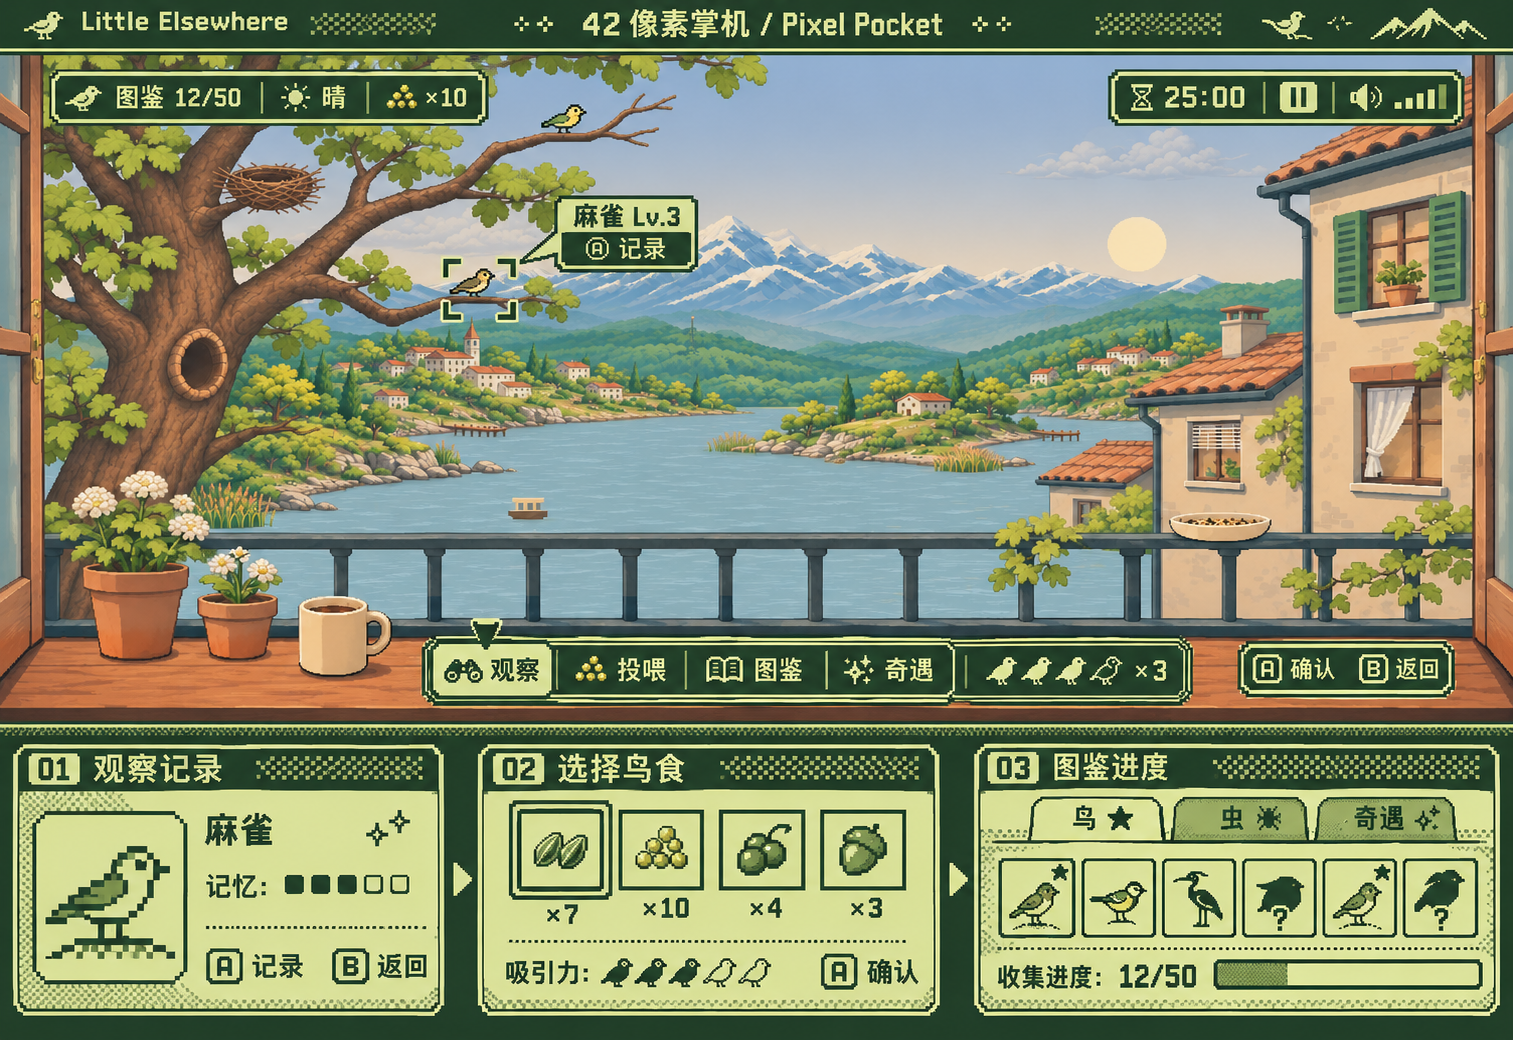 Little Elsewhere
42 像素掌机 / Pixel Pocket
图鉴 12/50
晴
×10
25:00
麻雀 Lv.3
A 记录
观察
投喂
图鉴
奇遇
×3
A 确认
B 返回
01 观察记录
麻雀
记忆:
A 记录
B 返回
02 选择鸟食
×7
×10
×4
×3
吸引力:
A 确认
03 图鉴进度
鸟
虫
奇遇
?
?
收集进度: 12/50